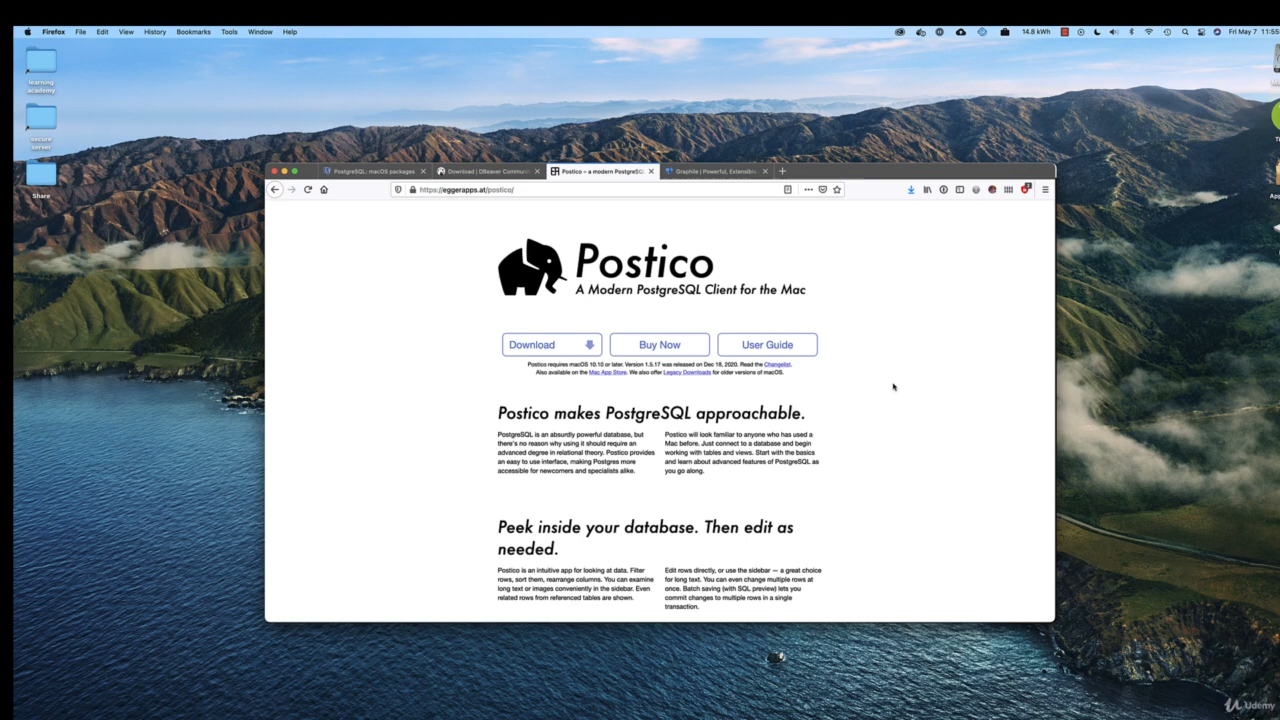 Firefox File Edit View History Bookmarks Tools Window Help
14.8 kWh
Fri May 7 11:55
learning
academy
secure
server
Share
PostgreSQL: macOS packages
Download | DBeaver Communi
Postico – a modern PostgreSQL
Graphile | Powerful, Extensible
https://eggerapps.at/postico/
Postico
A Modern PostgreSQL Client for the Mac
Download
Buy Now
User Guide
Postico requires macOS 10.10 or later. Version 1.5.17 was released on Dec 18, 2020. Read the Changelist.
Also available on the Mac App Store. We also offer Legacy Downloads for older versions of macOS.
Postico makes PostgreSQL approachable.
PostgreSQL is an absurdly powerful database, but
there's no reason why using it should require an
advanced degree in relational theory. Postico provides
an easy to use interface, making Postgres more
accessible for newcomers and specialists alike.
Postico will look familiar to anyone who has used a
Mac before. Just connect to a database and begin
working with tables and views. Start with the basics
and learn about advanced features of PostgreSQL as
you go along.
Peek inside your database. Then edit as
needed.
Postico is an intuitive app for looking at data. Filter
rows, sort them, rearrange columns. You can examine
long text or images conveniently in the sidebar. Even
related rows from referenced tables are shown.
Edit rows directly, or use the sidebar — a great choice
for long text. You can even change multiple rows at
once. Batch saving (with SQL preview) lets you
commit changes to multiple rows in a single
transaction.
Udemy